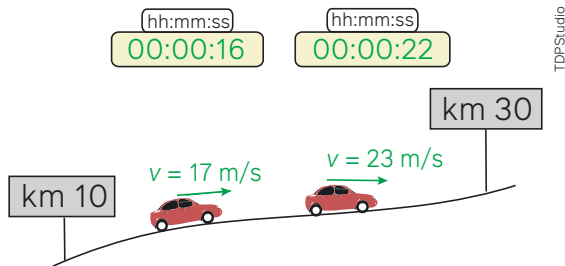 hh:mm:ss
00:00:16
hh:mm:ss
00:00:22
TDPStudio
km 30
v = 17 m/s
v = 23 m/s
km 10